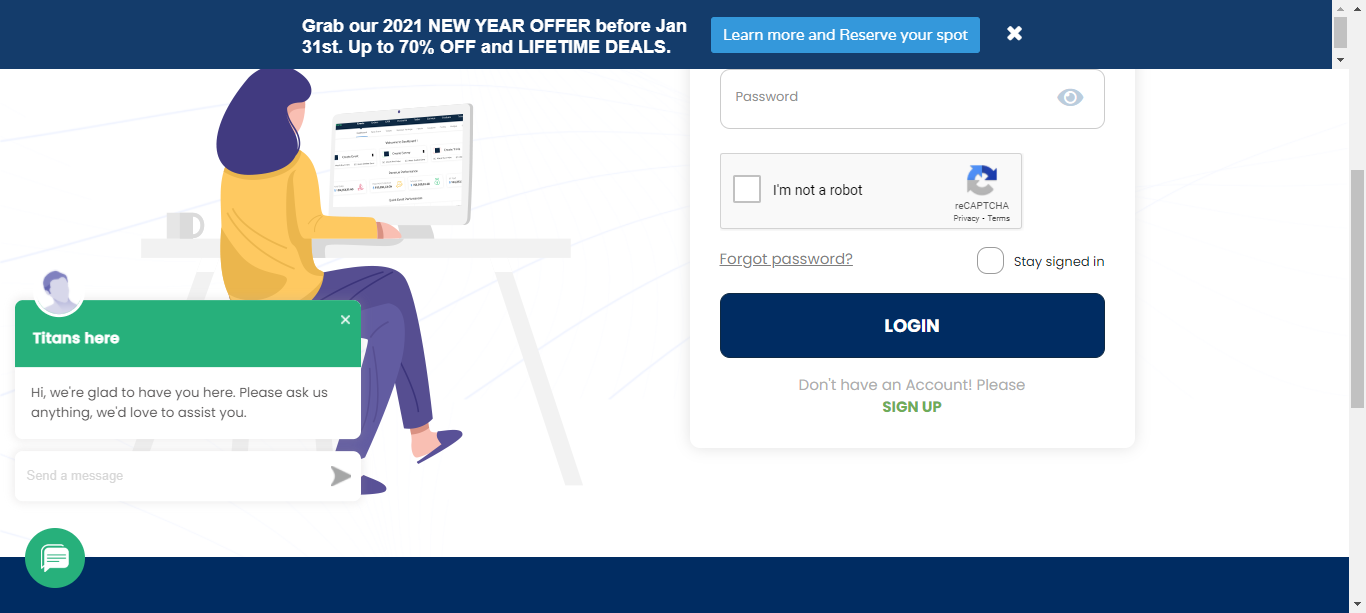 Grab our 2021 NEW YEAR OFFER before Jan
31st. Up to 70% OFF and LIFETIME DEALS.
Learn more and Reserve your spot
Password
I'm not a robot
reCAPTCHA
Privacy - Terms
Forgot password?
Stay signed in
LOGIN
Don't have an Account! Please
SIGN UP
Titans here
Hi, we're glad to have you here. Please ask us
anything, we'd love to assist you.
Send a message